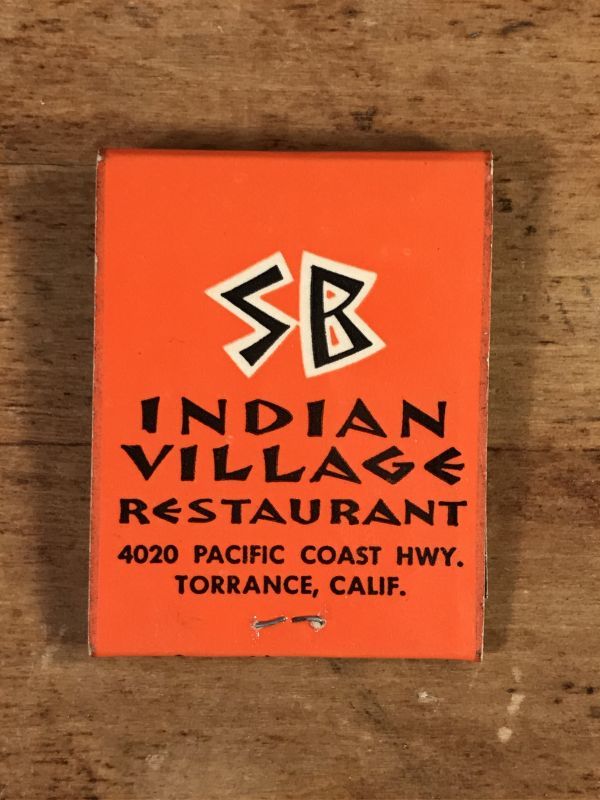 SB
INDIAN
VILLAGE
RESTAURANT
4020 PACIFIC COAST HWY.
TORRANCE, CALIF.